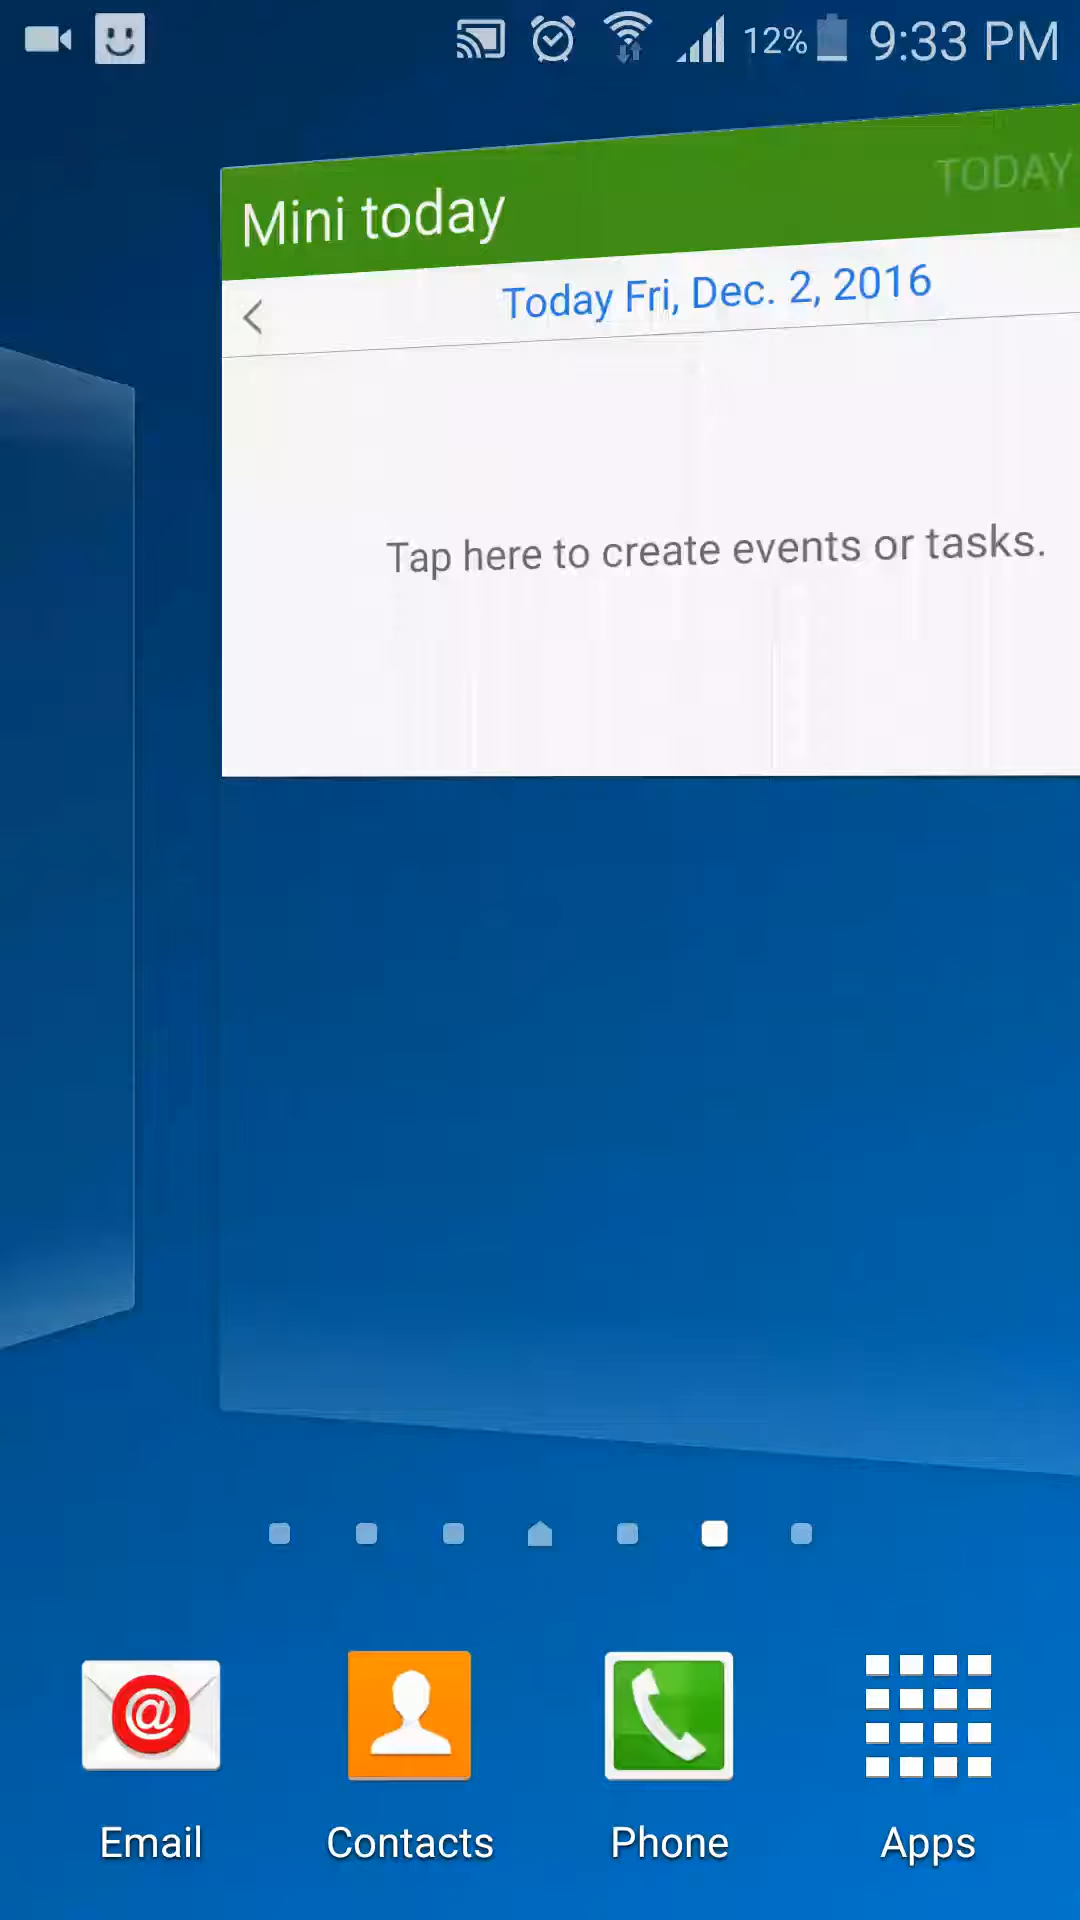 12% 9:33 PM
Mini today TODAY
Today Fri, Dec. 2, 2016
Tap here to create events or tasks.
@
Email Contacts Phone Apps